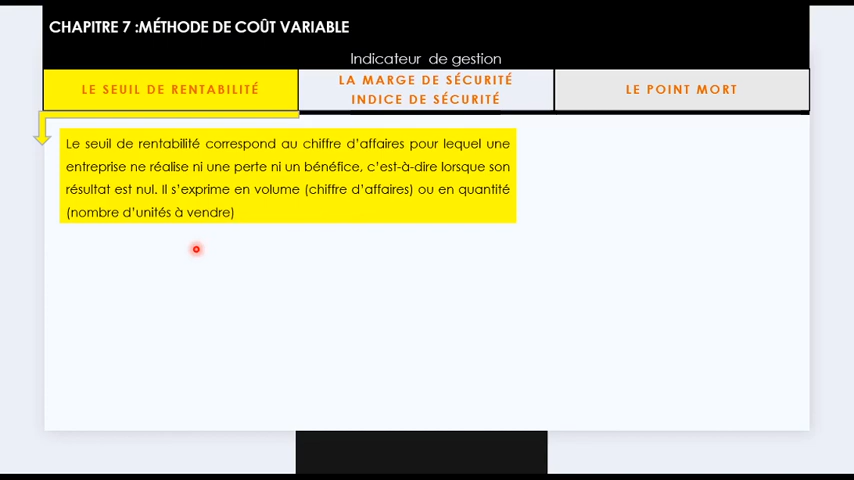 CHAPITRE 7 :MÉTHODE DE COÛT VARIABLE
Indicateur de gestion
LE SEUIL DE RENTABILITÉ
LA MARGE DE SÉCURITÉ
INDICE DE SÉCURITÉ
LE POINT MORT
Le seuil de rentabilité correspond au chiffre d’affaires pour lequel une
entreprise ne réalise ni une perte ni un bénéfice, c’est-à-dire lorsque son
résultat est nul. Il s’exprime en volume (chiffre d’affaires) ou en quantité
(nombre d’unités à vendre)